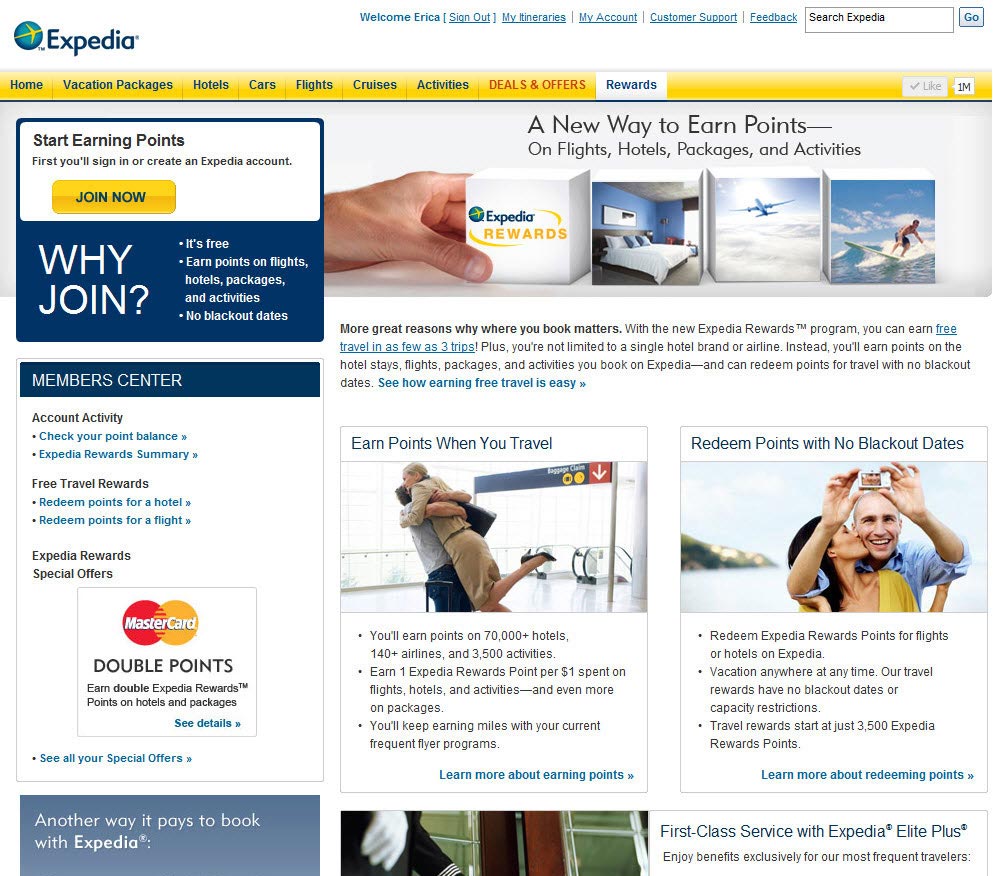 Welcome Erica [ Sign Out ] My Itineraries | My Account | Customer Support | Feedback
Search Expedia
Go
Expedia
Home
Vacation Packages
Hotels
Cars
Flights
Cruises
Activities
DEALS & OFFERS
Rewards
Like
1M
Start Earning Points
First you'll sign in or create an Expedia account.
JOIN NOW
WHY
JOIN?
• It's free
• Earn points on flights,
hotels, packages,
and activities
• No blackout dates
A New Way to Earn Points—
On Flights, Hotels, Packages, and Activities
Expedia
REWARDS
More great reasons why where you book matters. With the new Expedia Rewards™ program, you can earn free
travel in as few as 3 trips! Plus, you're not limited to a single hotel brand or airline. Instead, you'll earn points on the
hotel stays, flights, packages, and activities you book on Expedia—and can redeem points for travel with no blackout
dates. See how earning free travel is easy »
MEMBERS CENTER
Account Activity
• Check your point balance »
• Expedia Rewards Summary »
Free Travel Rewards
• Redeem points for a hotel »
• Redeem points for a flight »
Expedia Rewards
Special Offers
MasterCard
DOUBLE POINTS
Earn double Expedia Rewards™
Points on hotels and packages
See details »
• See all your Special Offers »
Another way it pays to book
with Expedia®:
Earn Points When You Travel
Baggage Claim
• You'll earn points on 70,000+ hotels,
140+ airlines, and 3,500 activities.
• Earn 1 Expedia Rewards Point per $1 spent on
flights, hotels, and activities—and even more
on packages.
• You'll keep earning miles with your current
frequent flyer programs.
Learn more about earning points »
Redeem Points with No Blackout Dates
• Redeem Expedia Rewards Points for flights
or hotels on Expedia.
• Vacation anywhere at any time. Our travel
rewards have no blackout dates or
capacity restrictions.
• Travel rewards start at just 3,500 Expedia
Rewards Points.
Learn more about redeeming points »
First-Class Service with Expedia® Elite Plus®
Enjoy benefits exclusively for our most frequent travelers: